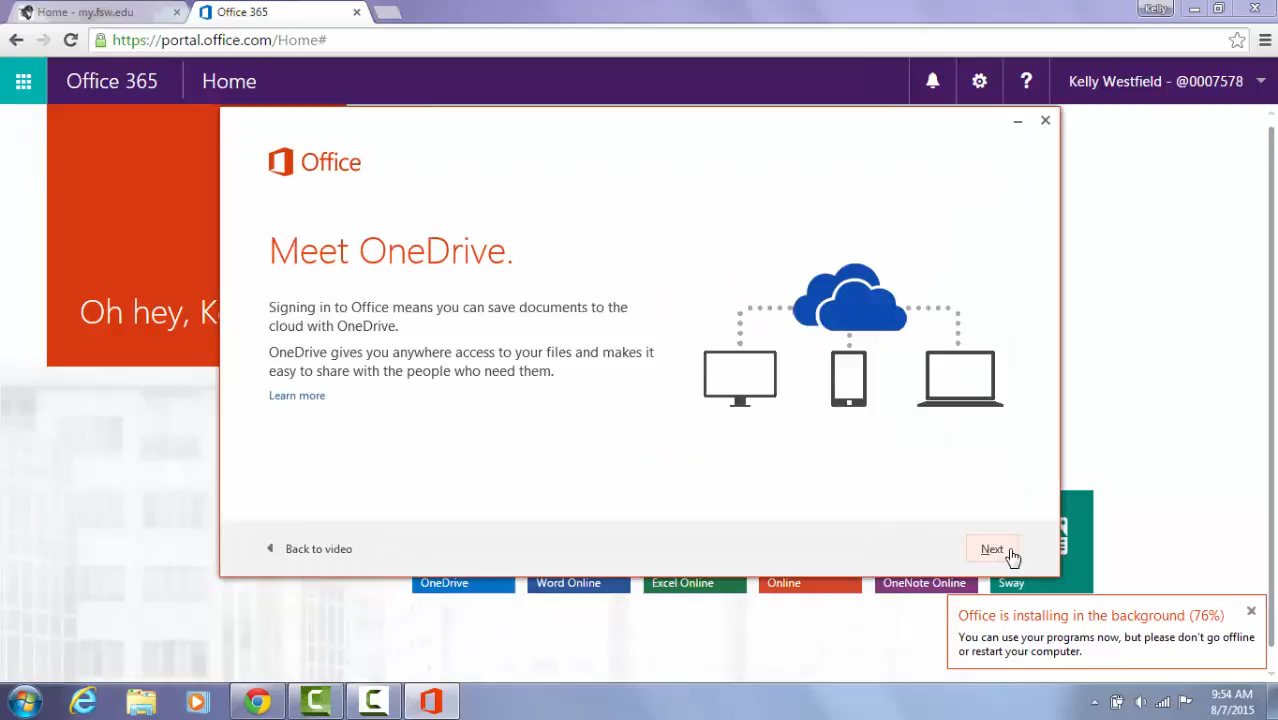 Home - my.fsw.edu
Office 365
Kelly
https://portal.office.com/Home#
Office 365
Home
?
Kelly Westfield - @0007578
Oh hey, K
Office
Meet OneDrive.
Signing in to Office means you can save documents to the
cloud with OneDrive.
OneDrive gives you anywhere access to your files and makes it
easy to share with the people who need them.
Learn more
Back to video
Next
OneDrive
Word Online
Excel Online
Online
OneNote Online
Sway
Office is installing in the background (76%)
You can use your programs now, but please don't go offline
or restart your computer.
9:54 AM
8/7/2015